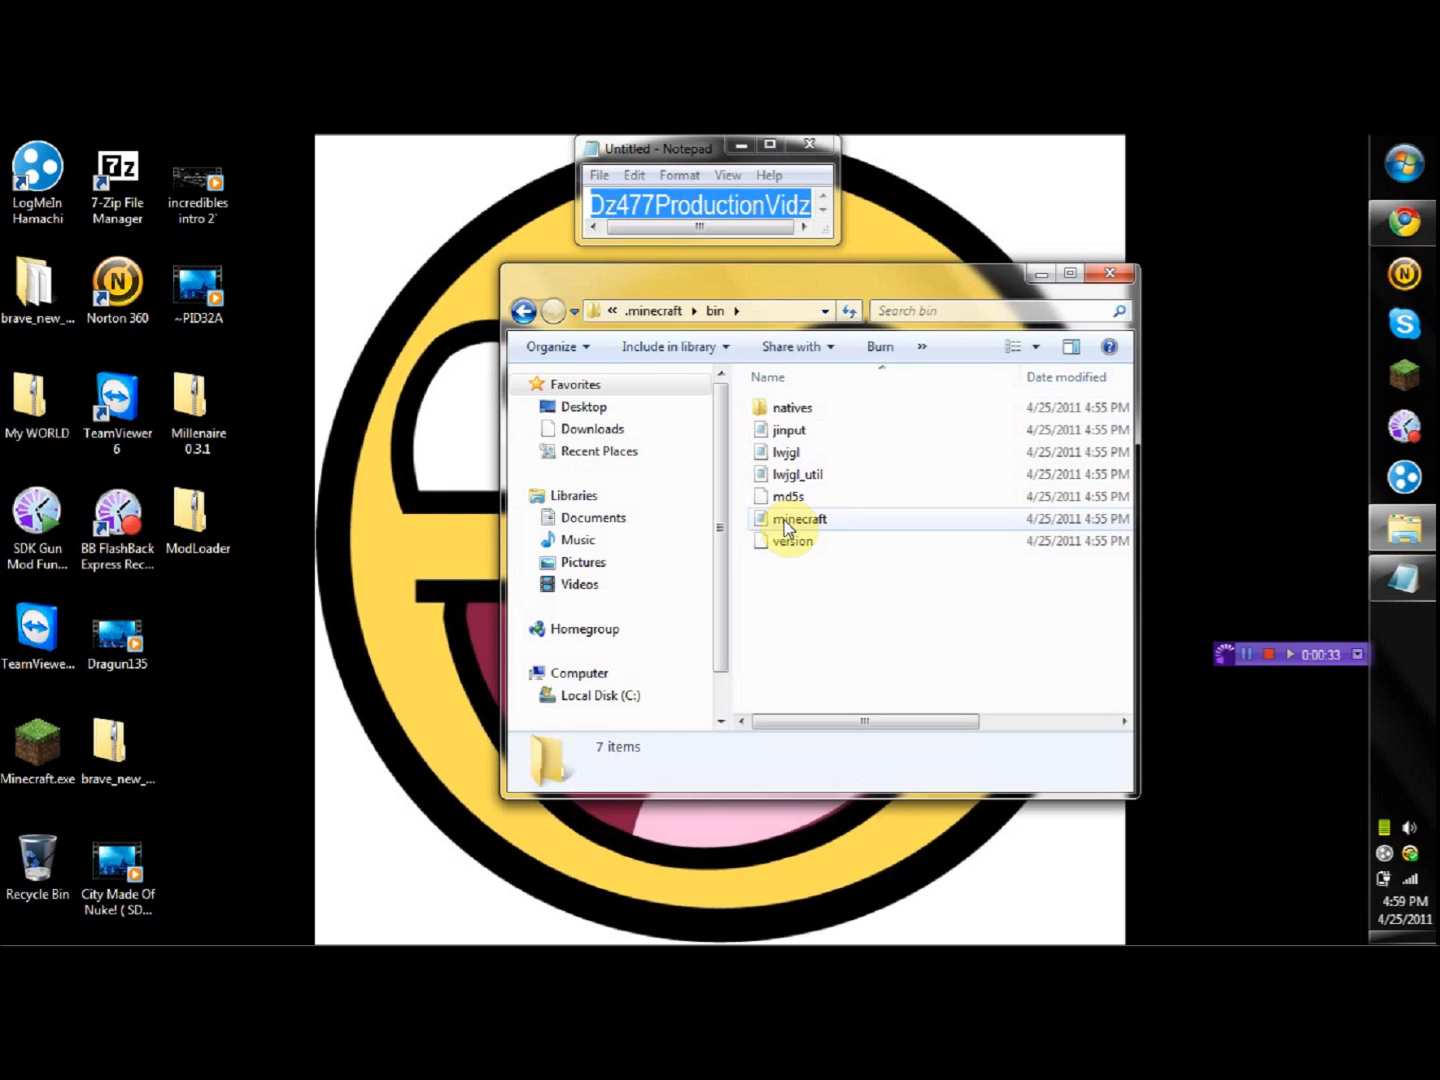 LogMeIn
Hamachi
7-Zip File
Manager
incredibles
intro 2`
brave_new_...
Norton 360
~PID32A
My WORLD
TeamViewer
6
Millenaire
0.3.1
SDK Gun
Mod Fun...
BB FlashBack
Express Rec...
ModLoader
TeamViewe...
Dragun135
Minecraft.exe
brave_new_...
Recycle Bin
City Made Of
Nuke! ( SD...
Untitled - Notepad
File Edit Format View Help
Dz477ProductionVidz
« .minecraft bin
Search bin
Organize Include in library Share with Burn »
Favorites
Desktop
Downloads
Recent Places
Libraries
Documents
Music
Pictures
Videos
Homegroup
Computer
Local Disk (C:)
Name Date modified
natives 4/25/2011 4:55 PM
jinput 4/25/2011 4:55 PM
lwjgl 4/25/2011 4:55 PM
lwjgl_util 4/25/2011 4:55 PM
md5s 4/25/2011 4:55 PM
minecraft 4/25/2011 4:55 PM
version 4/25/2011 4:55 PM
7 items
0:00:33
4:59 PM
4/25/2011